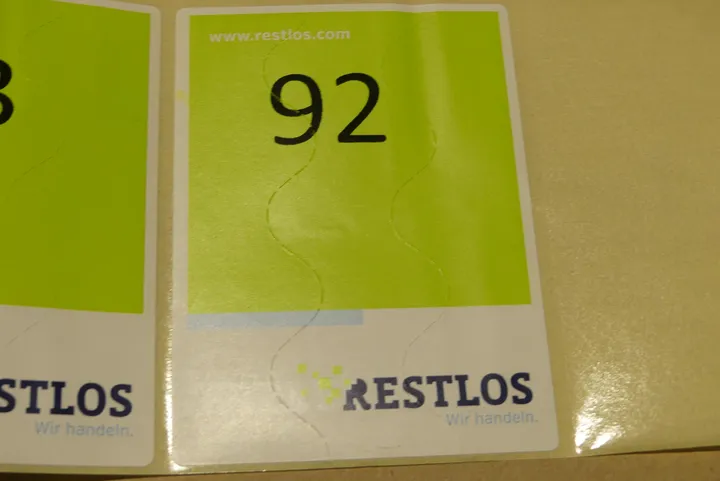 www.restlos.com
92
RESTLOS
Wir handeln.
STLOS
Wir handeln.